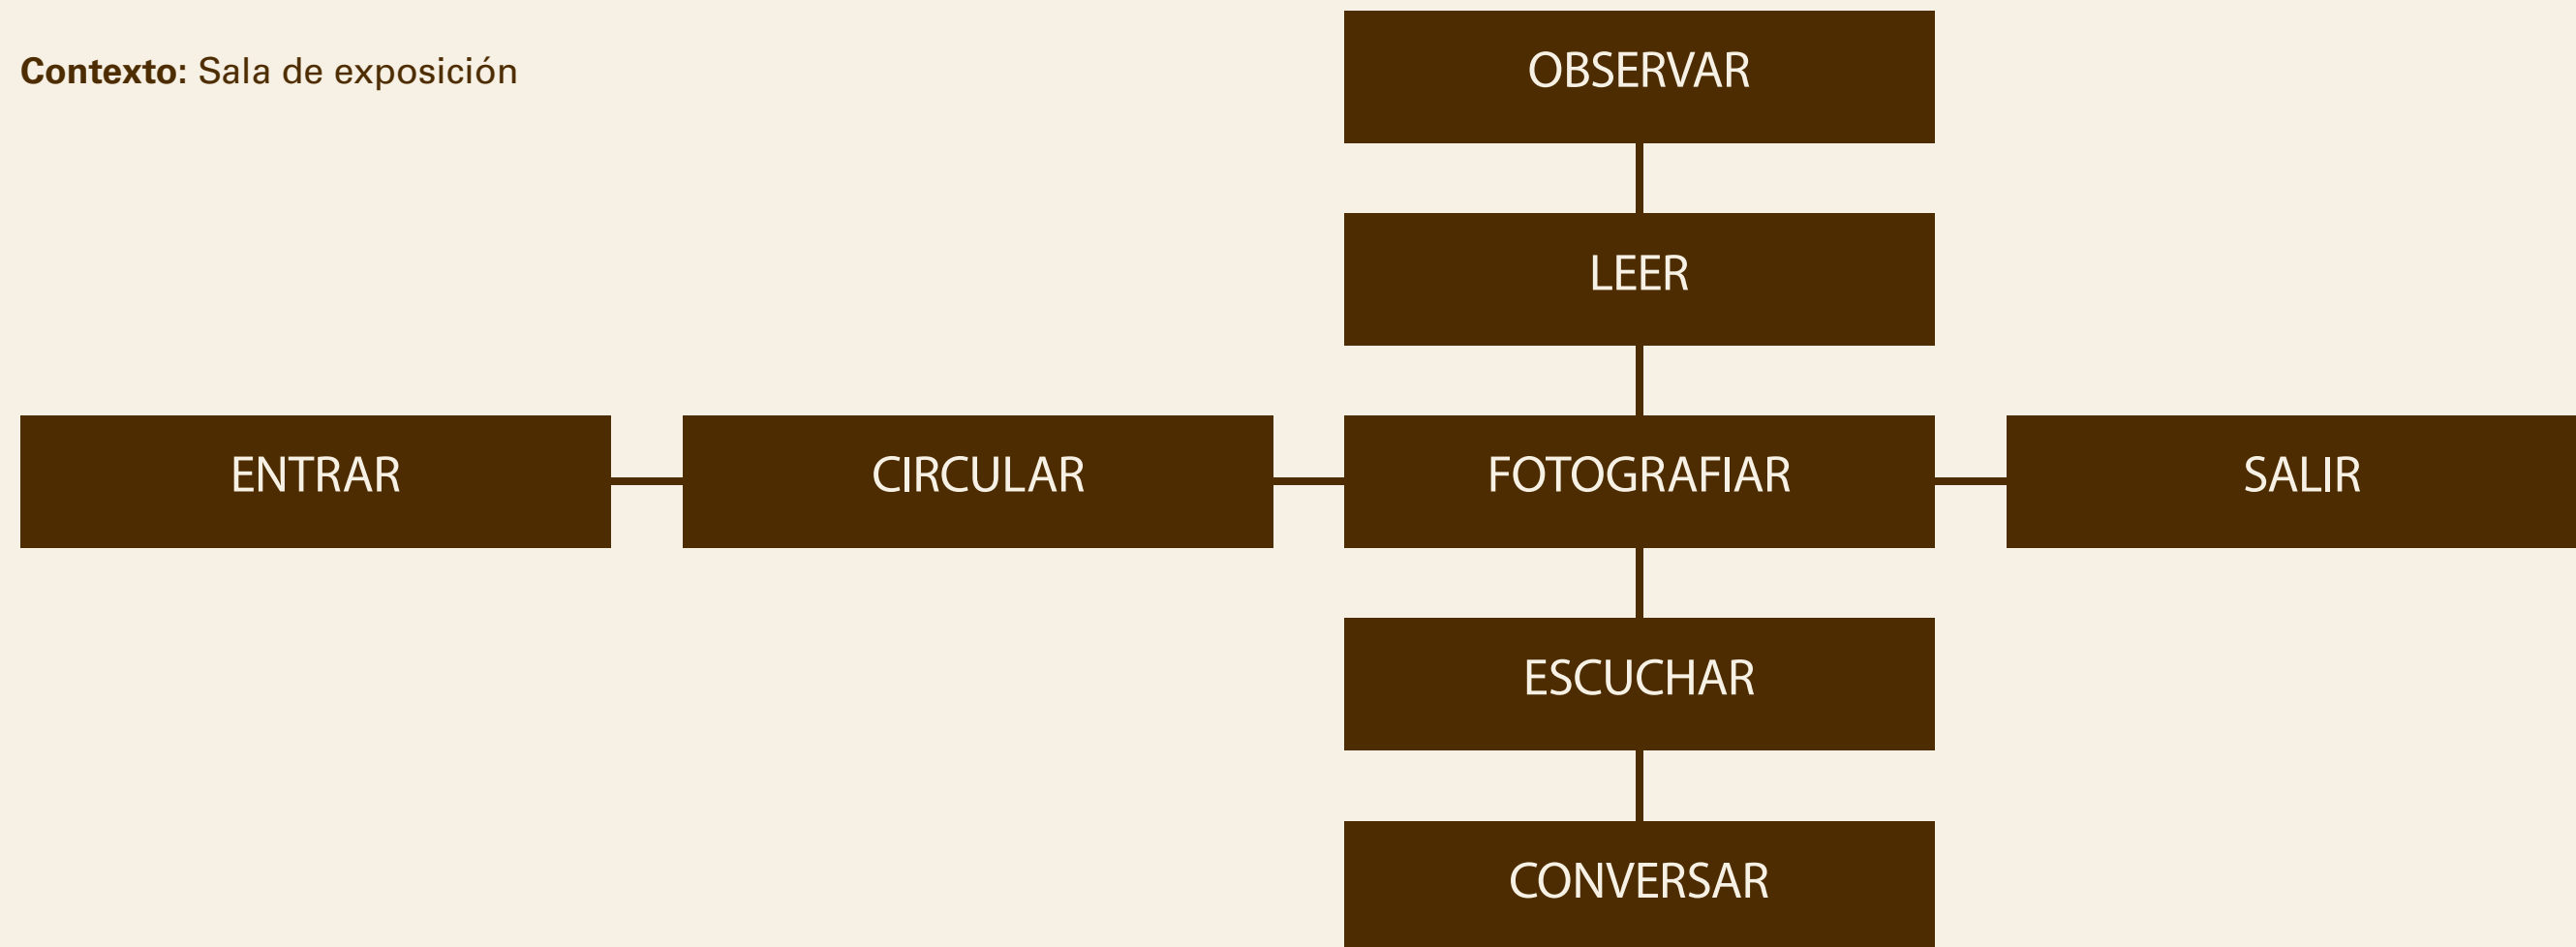 Contexto: Sala de exposición
OBSERVAR
LEER
ENTRAR
CIRCULAR
FOTOGRAFIAR
SALIR
ESCUCHAR
CONVERSAR